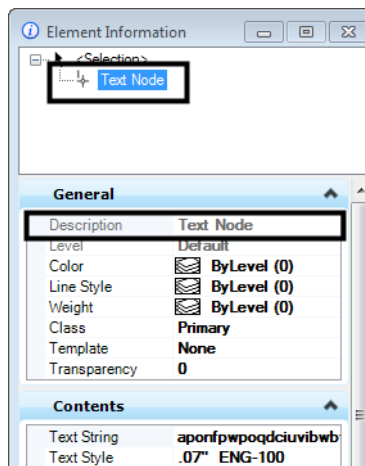 Element Information
<Selection>
Text Node
General
Description Text Node
Level Default
Color ByLevel (0)
Line Style ByLevel (0)
Weight ByLevel (0)
Class Primary
Template None
Transparency 0
Contents
Text String aponfpwpoqdciuvibwb
Text Style .07" ENG-100